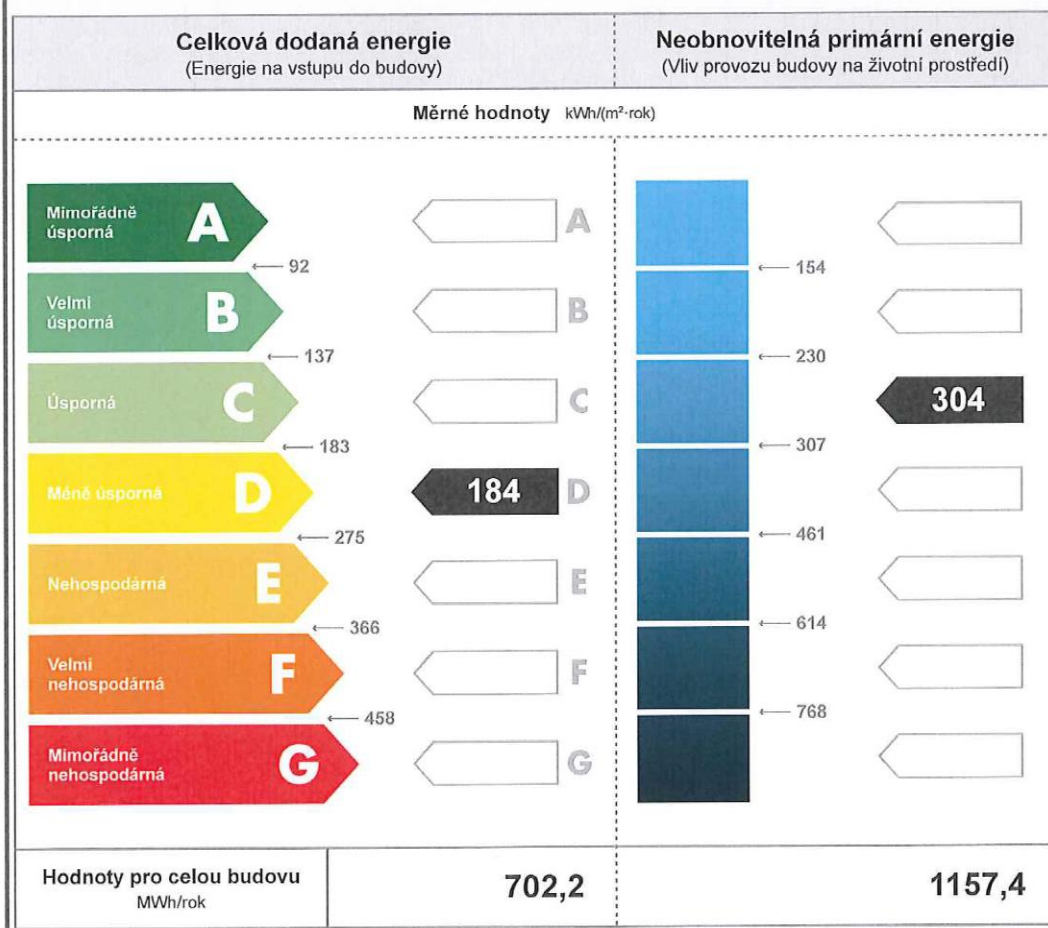 Celková dodaná energie
(Energie na vstupu do budovy)
Neobnovitelná primární energie
(Vliv provozu budovy na životní prostředí)
Měrné hodnoty kWh/(m²·rok)
Mimořádně
úsporná
A
A
92
154
Velmi
úsporná
B
B
137
230
Úsporná
C
C
304
183
307
Méně úsporná
D
184
D
275
461
Nehospodárná
E
E
366
614
Velmi
nehospodárná
F
F
458
768
Mimořádně
nehospodárná
G
G
Hodnoty pro celou budovu
MWh/rok
702,2
1157,4